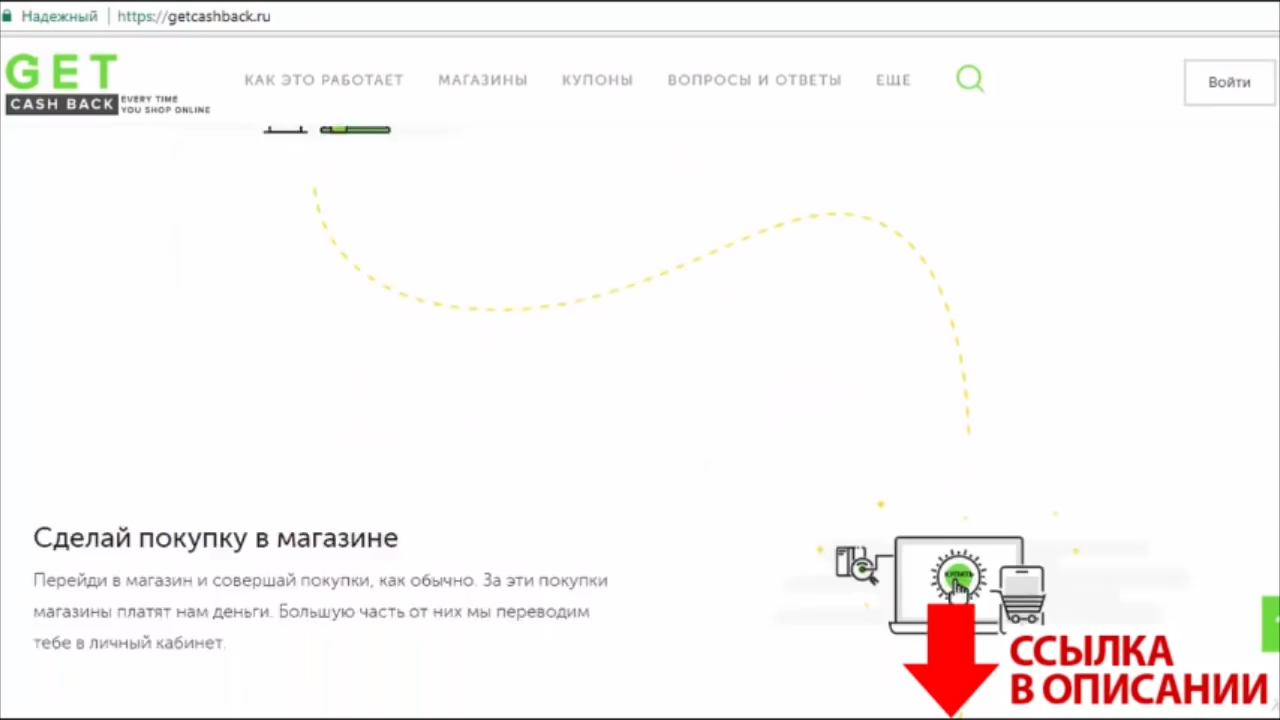 Надежный | https://getcashback.ru
GET
CASH BACK EVERY TIME
YOU SHOP ONLINE
КАК ЭТО РАБОТАЕТ МАГАЗИНЫ КУПОНЫ ВОПРОСЫ И ОТВЕТЫ ЕЩЕ
Войти
Сделай покупку в магазине
Перейди в магазин и совершай покупки, как обычно. За эти покупки
магазины платят нам деньги. Большую часть от них мы переводим
тебе в личный кабинет.
КУПИТЬ
ССЫЛКА
В ОПИСАНИИ